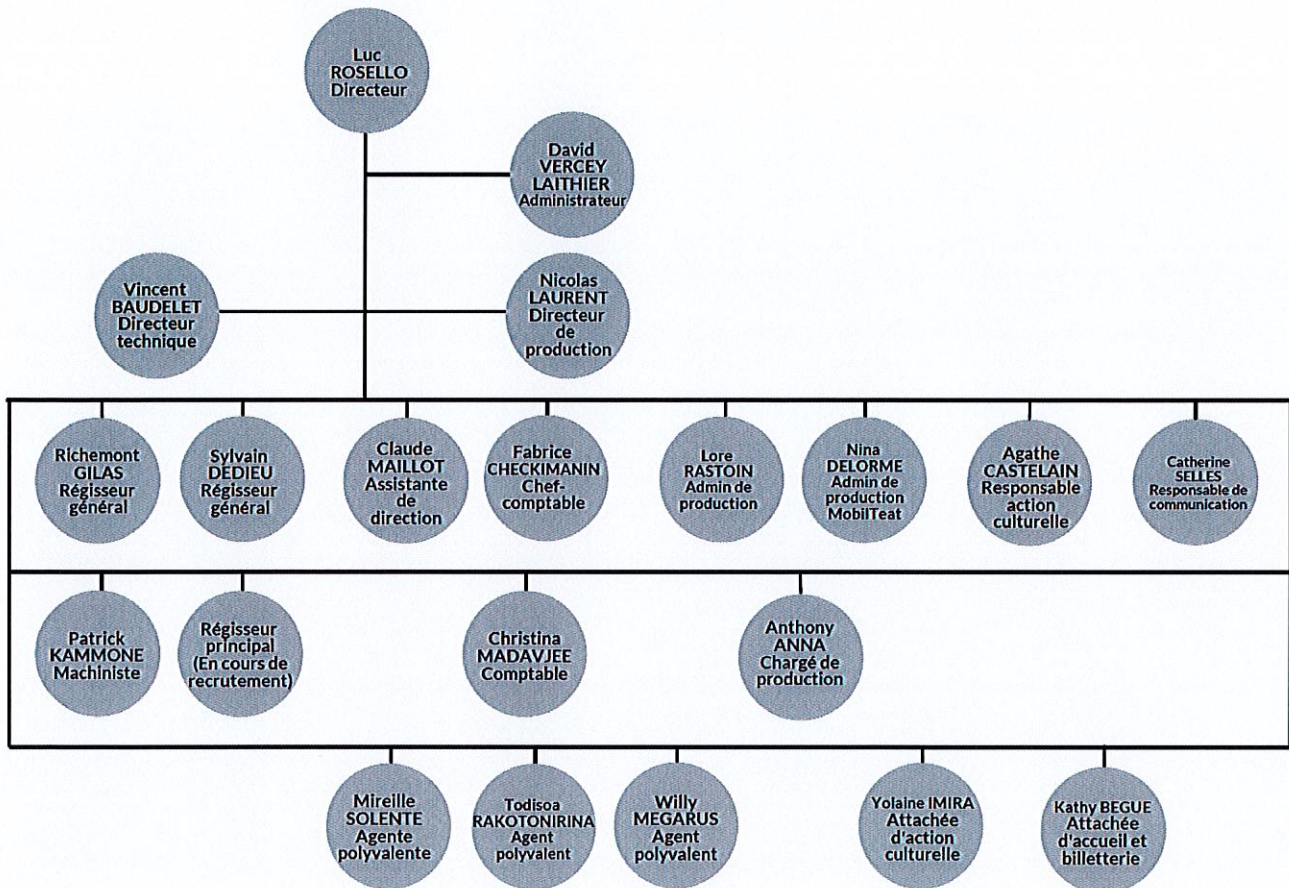 Luc
ROSELLO
Directeur
David
VERCEY
LAITHIER
Administrateur
Vincent
BAUDELET
Directeur
technique
Nicolas
LAURENT
Directeur
de
production
Richemont
GILAS
Régisseur
général
Sylvain
DEDIEU
Régisseur
général
Claude
MAILLOT
Assistante
de
direction
Fabrice
CHECKIMANIN
Chef-
comptable
Lore
RASTOIN
Admin de
production
Nina
DELORME
Admin de
production
MobilTeat
Agathe
CASTELAIN
Responsable
action
culturelle
Catherine
SELLES
Responsable de
communication
Patrick
KAMMONE
Machiniste
Régisseur
principal
(En cours de
recrutement)
Christina
MADAVJEE
Comptable
Anthony
ANNA
Chargé de
production
Mireille
SOLENTE
Agente
polyvalente
Todisoa
RAKOTONIRINA
Agent
polyvalent
Willy
MEGARUS
Agent
polyvalent
Yolaine IMIRA
Attachée
d'action
culturelle
Kathy BEGUE
Attachée
d'accueil et
billetterie